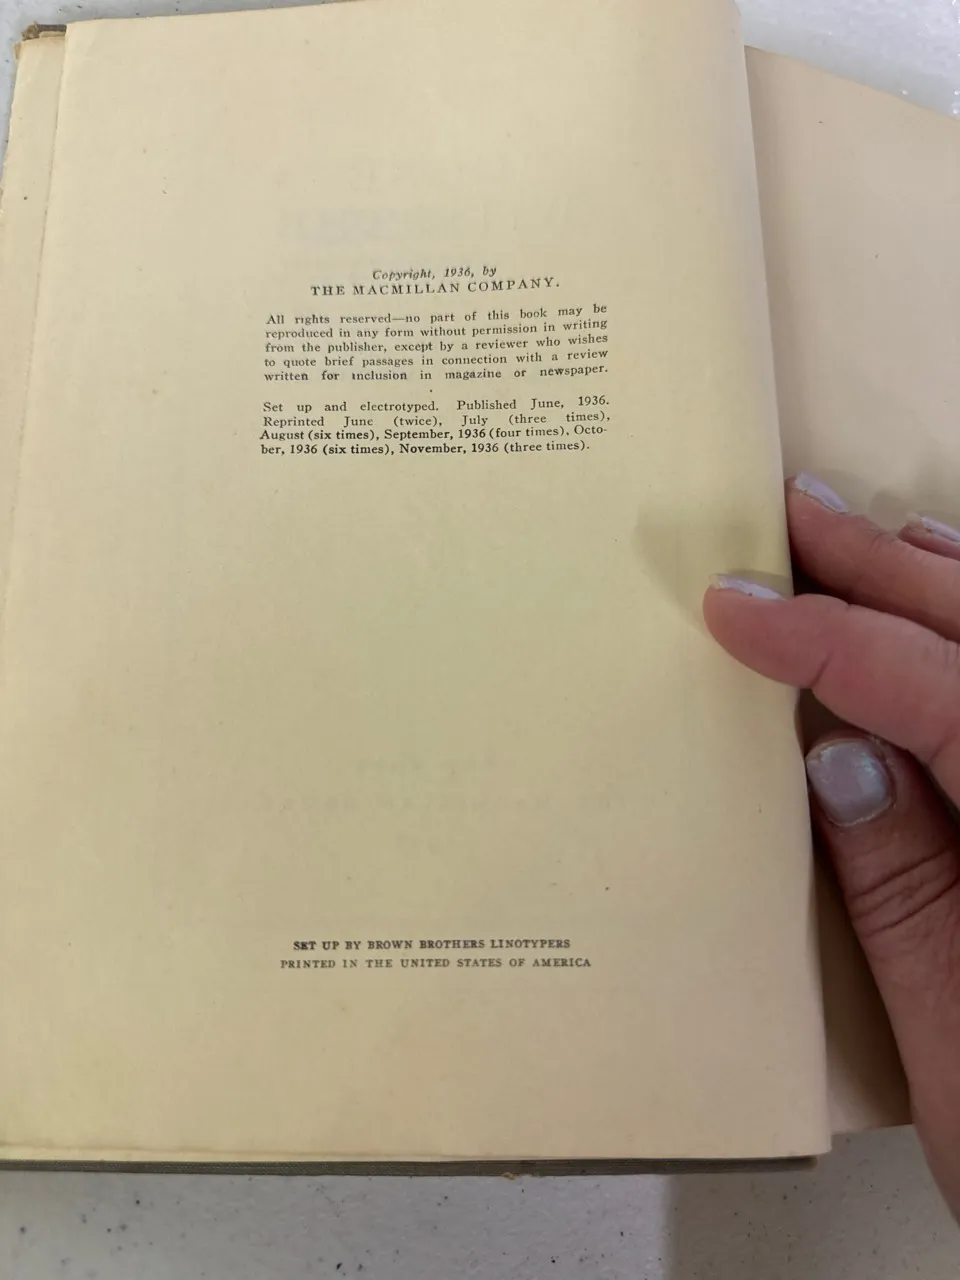 Copyright, 1936, by
THE MACMILLAN COMPANY.
All rights reserved—no part of this book may be
reproduced in any form without permission in writing
from the publisher, except by a reviewer who wishes
to quote brief passages in connection with a review
written for inclusion in magazine or newspaper.
Set up and electrotyped. Published June, 1936.
Reprinted June (twice), July (three times),
August (six times), September, 1936 (four times), Octo-
ber, 1936 (six times), November, 1936 (three times).
SET UP BY BROWN BROTHERS LINOTYPERS
PRINTED IN THE UNITED STATES OF AMERICA